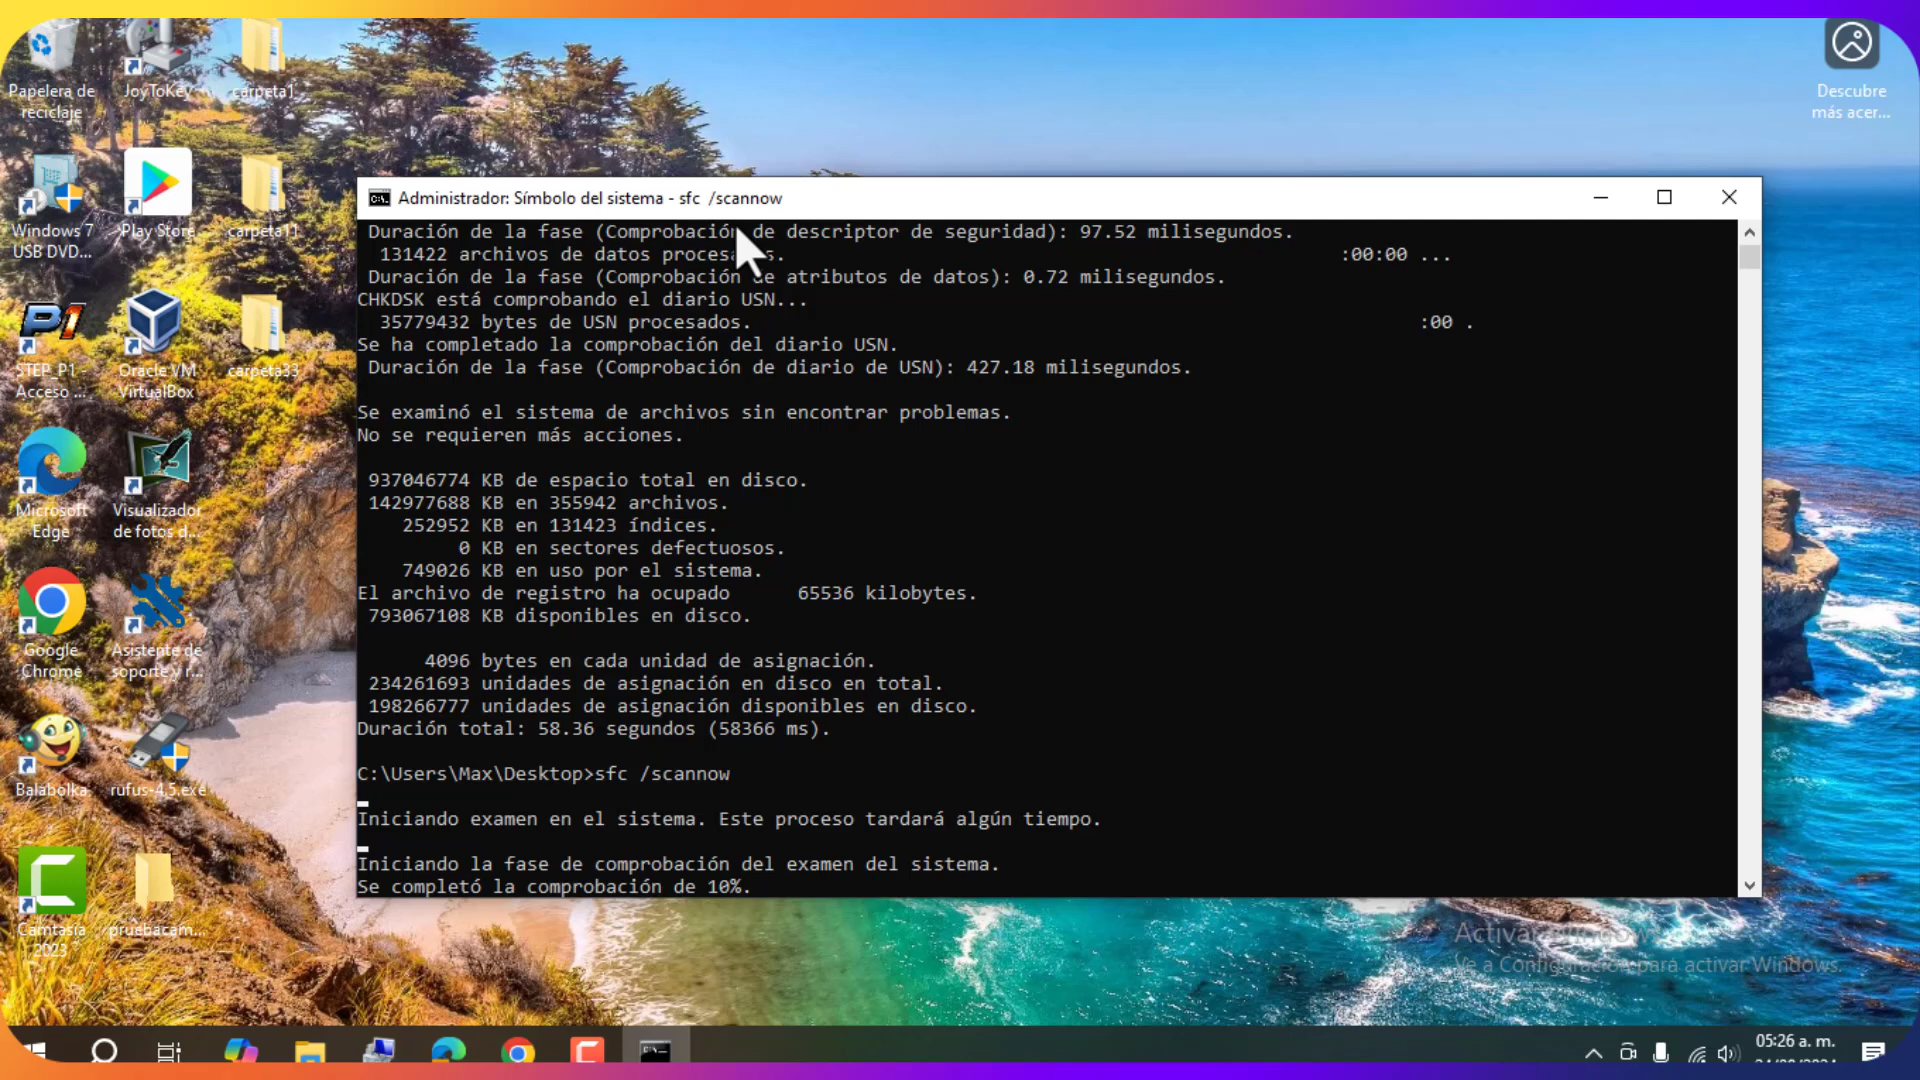 Papelera de
reciclaje
JoyToKey
carpeta1
Descubre
más acer...
Windows 7
USB DVD...
Play Store
carpeta11
STEP_P1 -
Acceso ...
Oracle VM
VirtualBox
carpeta33
Microsoft
Edge
Visualizador
de fotos d...
Google
Chrome
Asistente de
soporte y r...
Balabolka
rufus-4.5.exe
Camtasia
2023
pruebacam...
Administrador: Símbolo del sistema - sfc /scannow
Duración de la fase (Comprobación de descriptor de seguridad): 97.52 milisegundos.
131422 archivos de datos procesados. :00:00 ...
Duración de la fase (Comprobación de atributos de datos): 0.72 milisegundos.
CHKDSK está comprobando el diario USN...
35779432 bytes de USN procesados. :00 .
Se ha completado la comprobación del diario USN.
Duración de la fase (Comprobación de diario de USN): 427.18 milisegundos.
Se examinó el sistema de archivos sin encontrar problemas.
No se requieren más acciones.
937046774 KB de espacio total en disco.
142977688 KB en 355942 archivos.
252952 KB en 131423 índices.
0 KB en sectores defectuosos.
749026 KB en uso por el sistema.
El archivo de registro ha ocupado 65536 kilobytes.
793067108 KB disponibles en disco.
4096 bytes en cada unidad de asignación.
234261693 unidades de asignación en disco en total.
198266777 unidades de asignación disponibles en disco.
Duración total: 58.36 segundos (58366 ms).
C:\Users\Max\Desktop>sfc /scannow
Iniciando examen en el sistema. Este proceso tardará algún tiempo.
Iniciando la fase de comprobación del examen del sistema.
Se completó la comprobación de 10%.
Activar Windows
Ve a Configuración para activar Windows.
05:26 a. m.